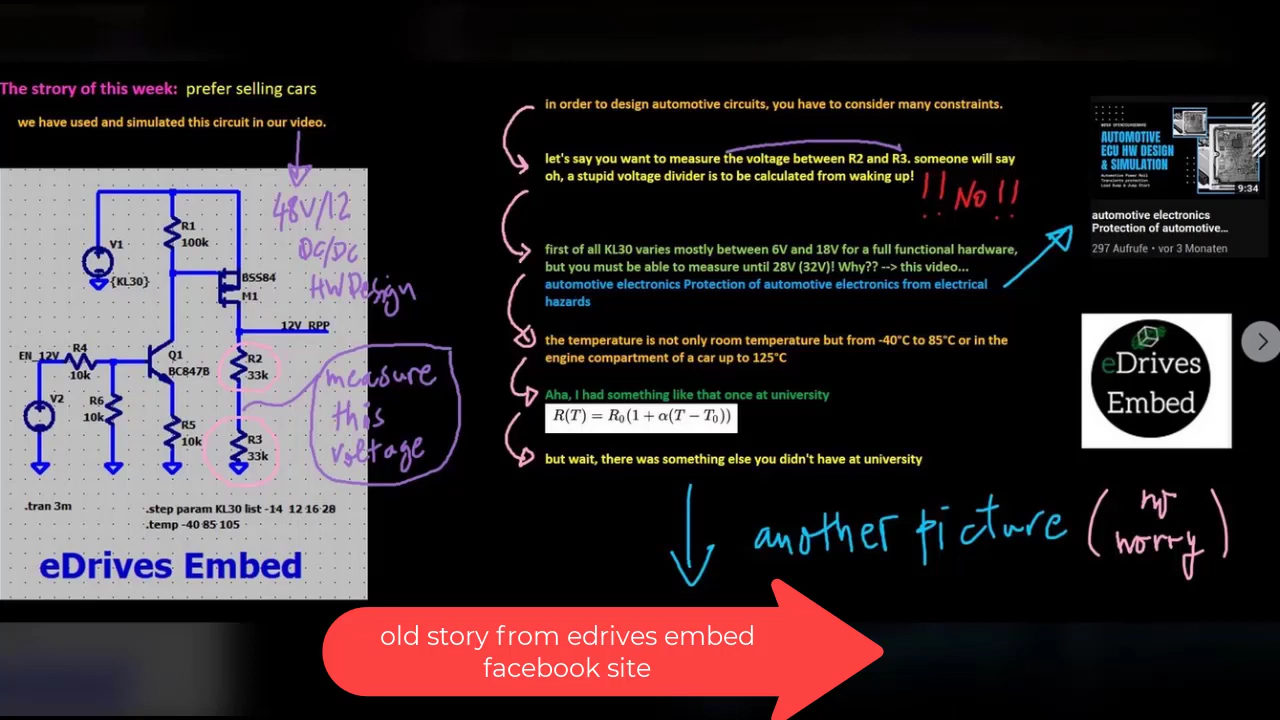 The strory of this week: prefer selling cars
we have used and simulated this circuit in our video.
48V/12
DC/DC
HWDesign
R1
100k
V1
{KL30}
BSS84
M1
12V_RPP
EN_12V
R4
10k
Q1
BC847B
R2
33k
V2
R6
10k
R5
10k
R3
33k
measure
this
voltage
.tran 3m
.step param KL30 list -14 12 16 28
.temp -40 85 105
eDrives Embed
in order to design automotive circuits, you have to consider many constraints.
let's say you want to measure the voltage between R2 and R3. someone will say
oh, a stupid voltage divider is to be calculated from waking up!
!! No !!
first of all KL30 varies mostly between 6V and 18V for a full functional hardware,
but you must be able to measure until 28V (32V)! Why?? --> this video...
automotive electronics Protection of automotive electronics from electrical
hazards
the temperature is not only room temperature but from -40°C to 85°C or in the
engine compartment of a car up to 125°C
Aha, I had something like that once at university
R(T) = R₀(1 + α(T − T₀))
but wait, there was something else you didn't have at university
another picture (no worry)
AUTOMOTIVE
ECU HW DESIGN
& SIMULATION
Automotive Power Rail
Transients protection
Load Dump & Jump Start
9:34
automotive electronics
Protection of automotive...
297 Aufrufe • vor 3 Monaten
eDrives
Embed
old story from edrives embed
facebook site